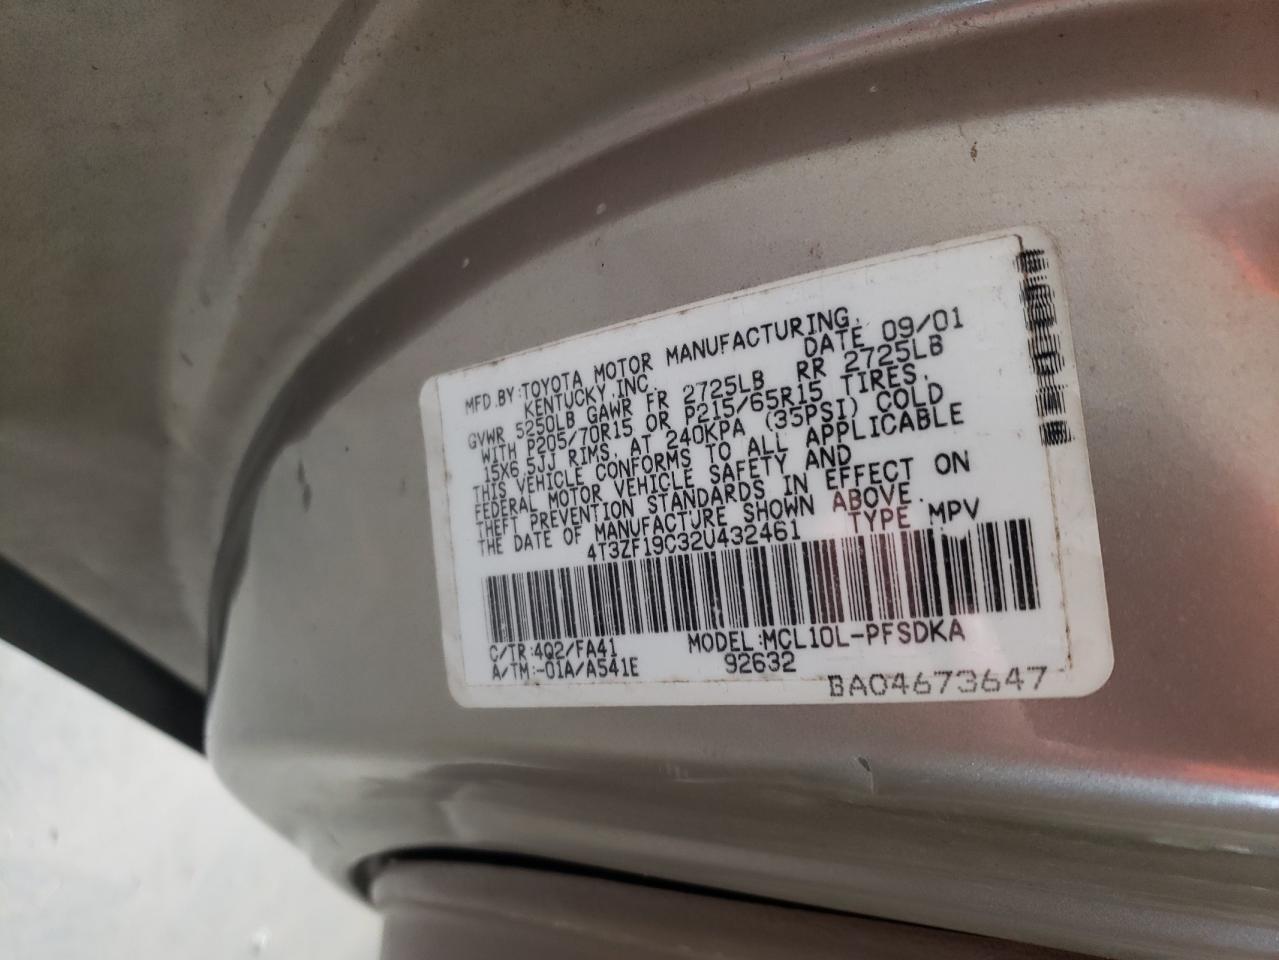 MFD.BY:TOYOTA MOTOR MANUFACTURING,
KENTUCKY,INC. DATE 09/01
GVWR 5250LB GAWR FR 2725LB RR 2725LB
WITH P205/70R15 OR P215/65R15 TIRES,
15X6.5JJ RIMS, AT 240KPA (35PSI) COLD
THIS VEHICLE CONFORMS TO ALL APPLICABLE
FEDERAL MOTOR VEHICLE SAFETY AND
THEFT PREVENTION STANDARDS IN EFFECT ON
THE DATE OF MANUFACTURE SHOWN ABOVE.
4T3ZF19C32U432461 TYPE MPV
C/TR:4Q2/FA41 MODEL:MCL10L-PFSDKA
A/TM:-01A/A541E 92632
BA04673647